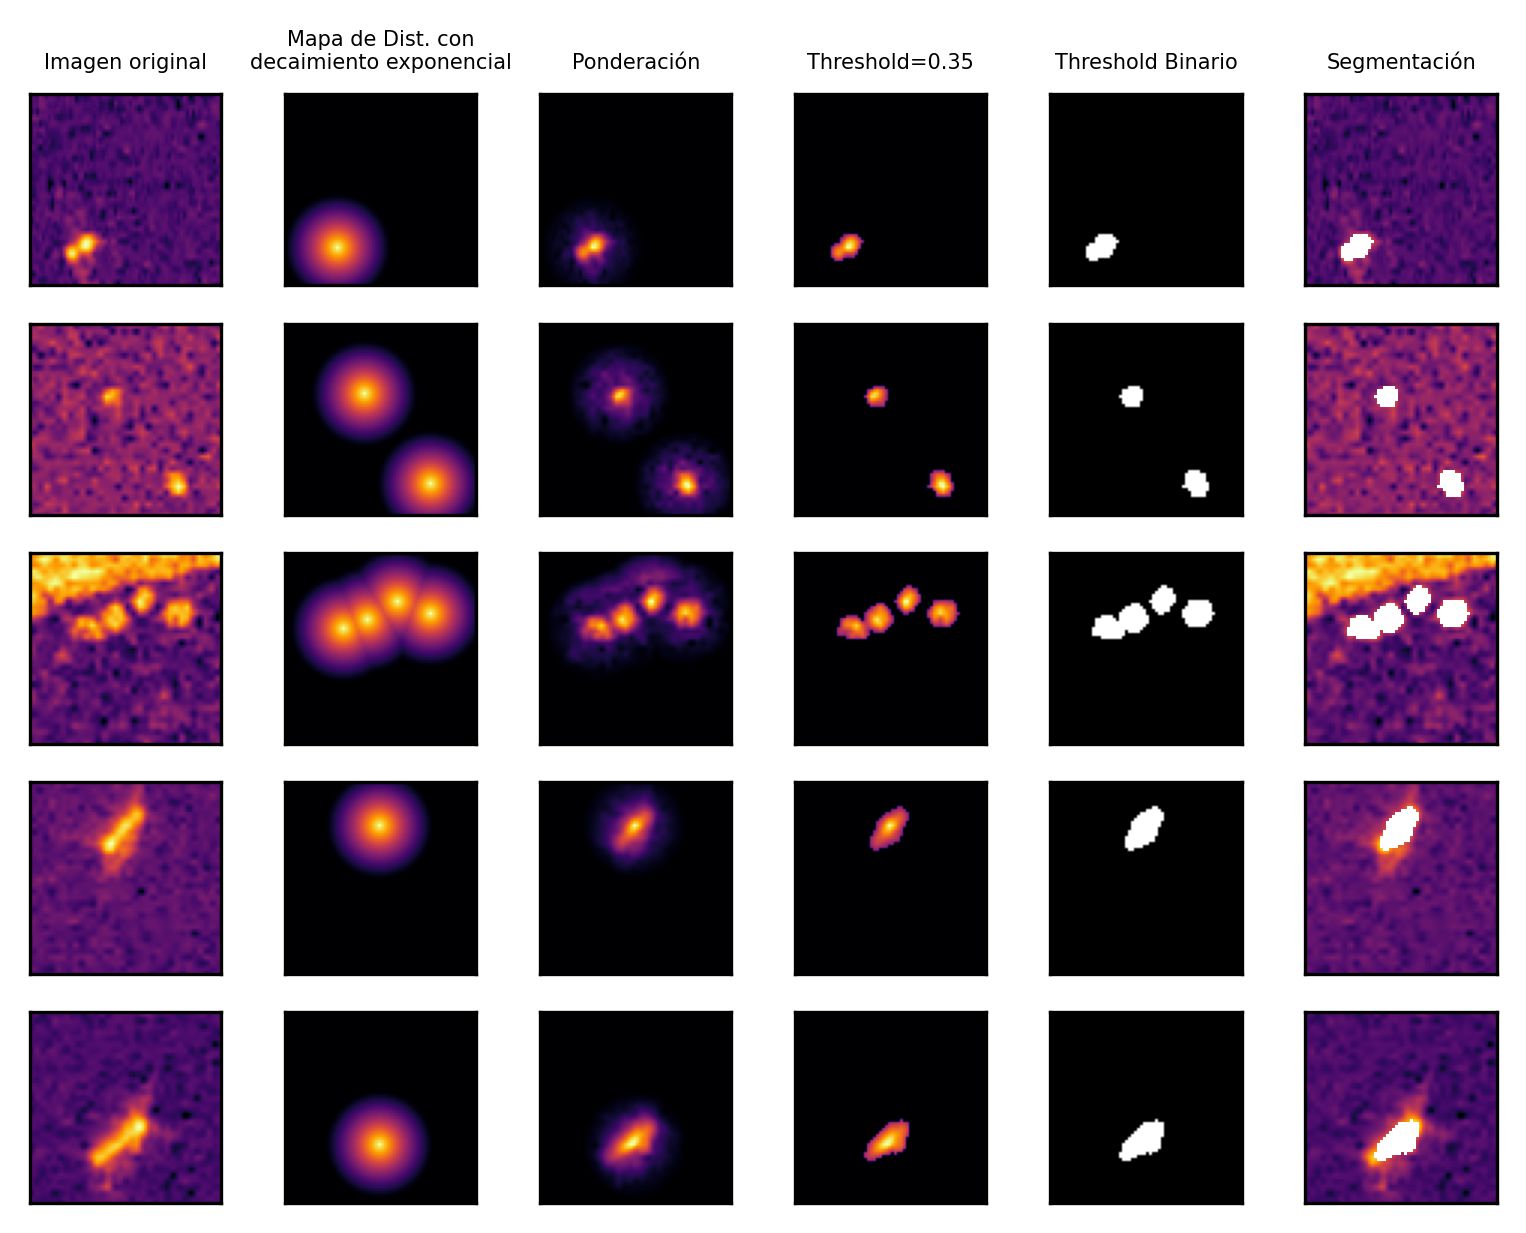 Imagen original
Mapa de Dist. con
decaimiento exponencial
Ponderación
Threshold=0.35
Threshold Binario
Segmentación